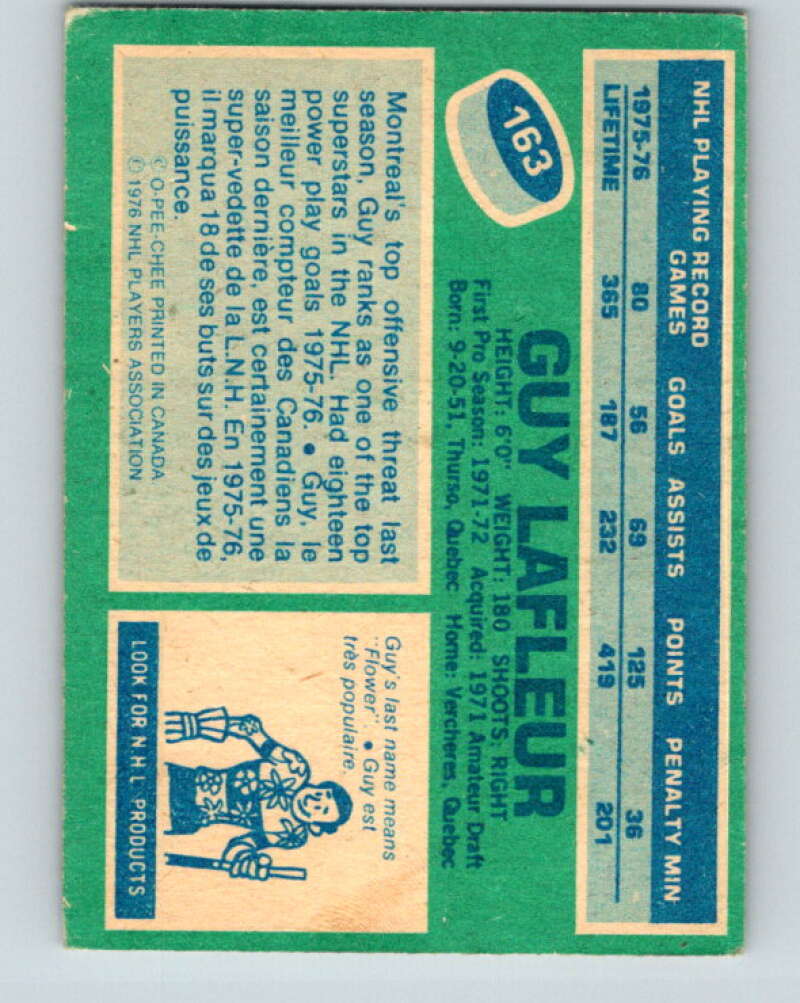 NHL PLAYING RECORD
GAMES GOALS ASSISTS POINTS PENALTY MIN
1975-76 80 56 69 125 36
LIFETIME 365 187 232 419 201
163
GUY LAFLEUR
HEIGHT: 6'0" WEIGHT: 180 SHOOTS: RIGHT
First Pro Season: 1971-72 Acquired: 1971 Amateur Draft
Born: 9-20-51, Thurso, Quebec Home: Vercheres, Quebec
Montreal's top offensive threat last
season, Guy ranks as one of the top
superstars in the NHL. Had eighteen
power play goals 1975-76. • Guy, le
meilleur compteur des Canadiens la
saison dernière, est certainement une
super-vedette de la L.N.H. En 1975-76,
il marqua 18 de ses buts sur des jeux de
puissance.
© O-PEE-CHEE PRINTED IN CANADA
© 1976 NHL PLAYERS ASSOCIATION
Guy's last name means
"Flower". • Guy est
très populaire.
LOOK FOR NHL PRODUCTS